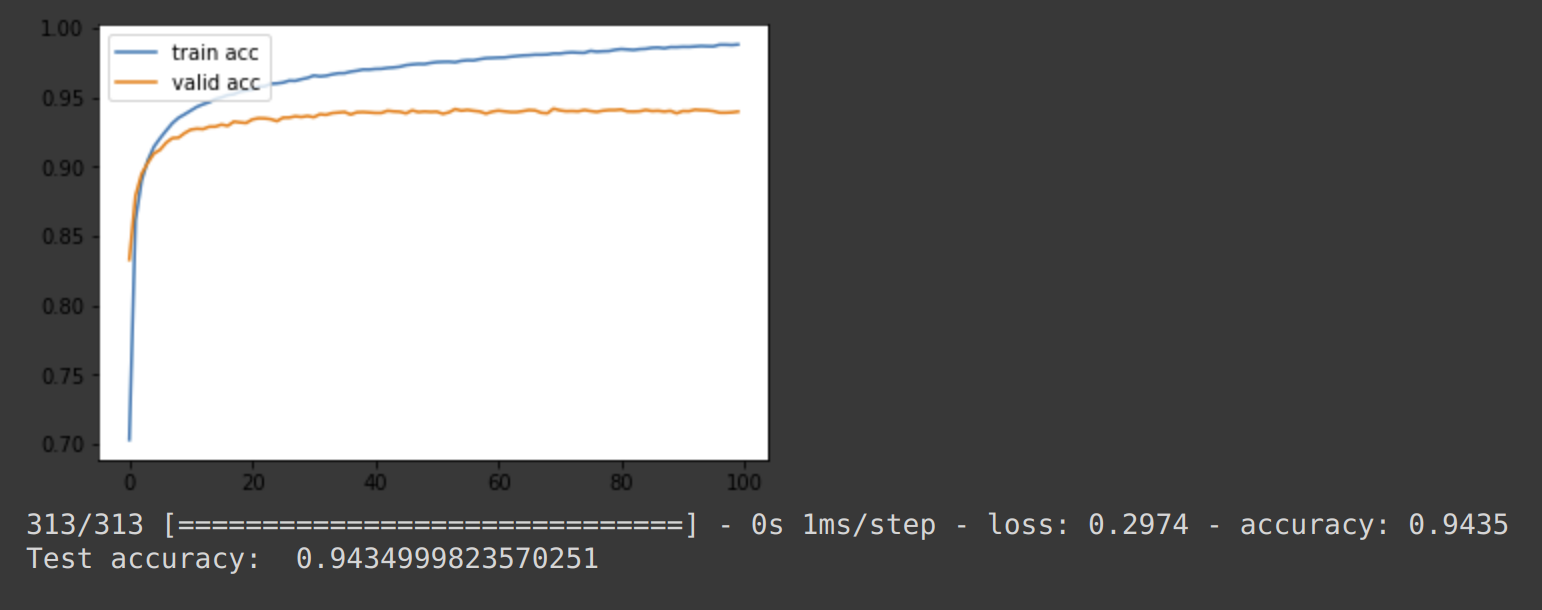 1.00
train acc
valid acc
0.95
0.90
0.85
0.80
0.75
0.70
0 20 40 60 80 100
313/313 [==============================] - 0s 1ms/step - loss: 0.2974 - accuracy: 0.9435
Test accuracy:  0.9434999823570251